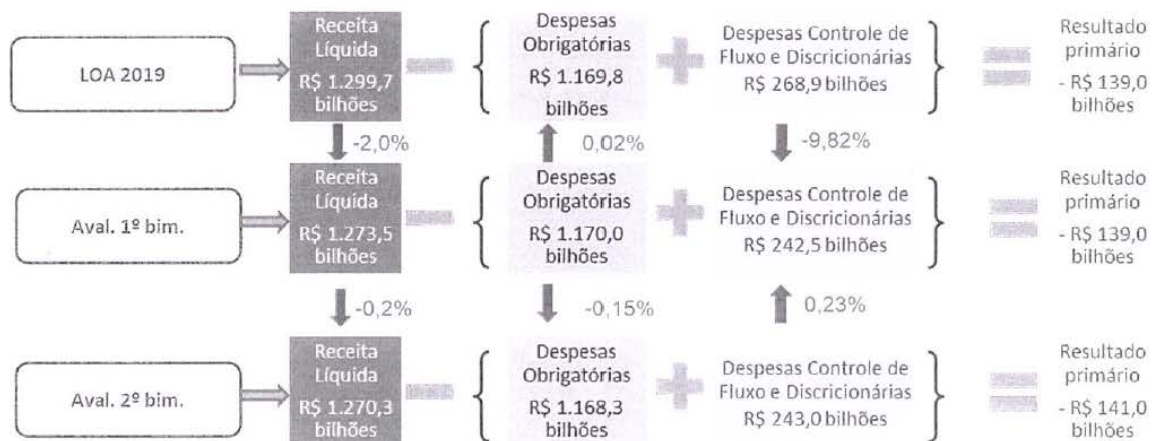 LOA 2019
Receita
Líquida
R$ 1.299,7
bilhões
Despesas
Obrigatórias
R$ 1.169,8
bilhões
Despesas Controle de
Fluxo e Discricionárias
R$ 268,9 bilhões
Resultado
primário
- R$ 139,0
bilhões
-2,0%
0,02%
-9,82%
Aval. 1º bim.
Receita
Líquida
R$ 1.273,5
bilhões
Despesas
Obrigatórias
R$ 1.170,0
bilhões
Despesas Controle de
Fluxo e Discricionárias
R$ 242,5 bilhões
Resultado
primário
- R$ 139,0
bilhões
-0,2%
-0,15%
0,23%
Aval. 2º bim.
Receita
Líquida
R$ 1.270,3
bilhões
Despesas
Obrigatórias
R$ 1.168,3
bilhões
Despesas Controle de
Fluxo e Discricionárias
R$ 243,0 bilhões
Resultado
primário
- R$ 141,0
bilhões